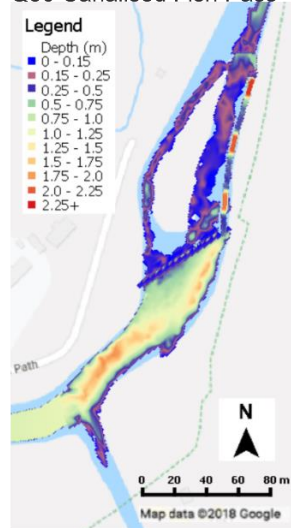 Legend
Depth (m)
0 - 0.15
0.15 - 0.25
0.25 - 0.5
0.5 - 0.75
0.75 - 1.0
1.0 - 1.25
1.25 - 1.5
1.5 - 1.75
1.75 - 2.0
2.0 - 2.25
2.25+
Path
N
0 20 40 60 80 m
Map data ©2018 Google